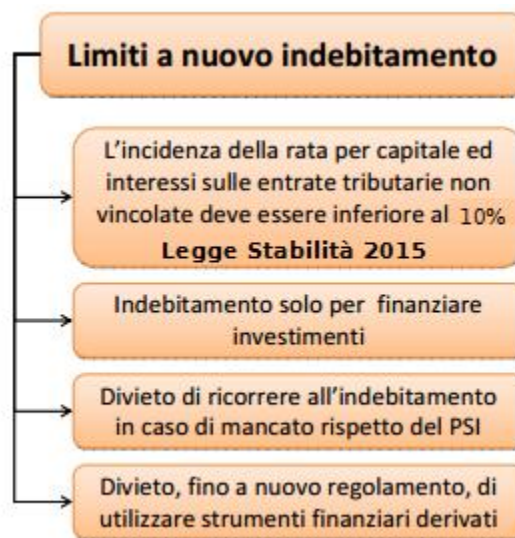 Limiti a nuovo indebitamento
L'incidenza della rata per capitale ed
interessi sulle entrate tributarie non
vincolate deve essere inferiore al 10%
Legge Stabilità 2015
Indebitamento solo per finanziare
investimenti
Divieto di ricorrere all'indebitamento
in caso di mancato rispetto del PSI
Divieto, fino a nuovo regolamento, di
utilizzare strumenti finanziari derivati